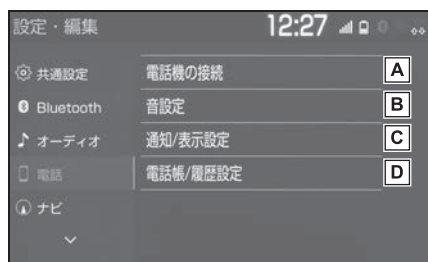 設定・編集 12:27
共通設定 電話機の接続 A
Bluetooth 音設定 B
オーディオ 通知/表示設定 C
電話 電話帳/履歴設定 D
ナビ